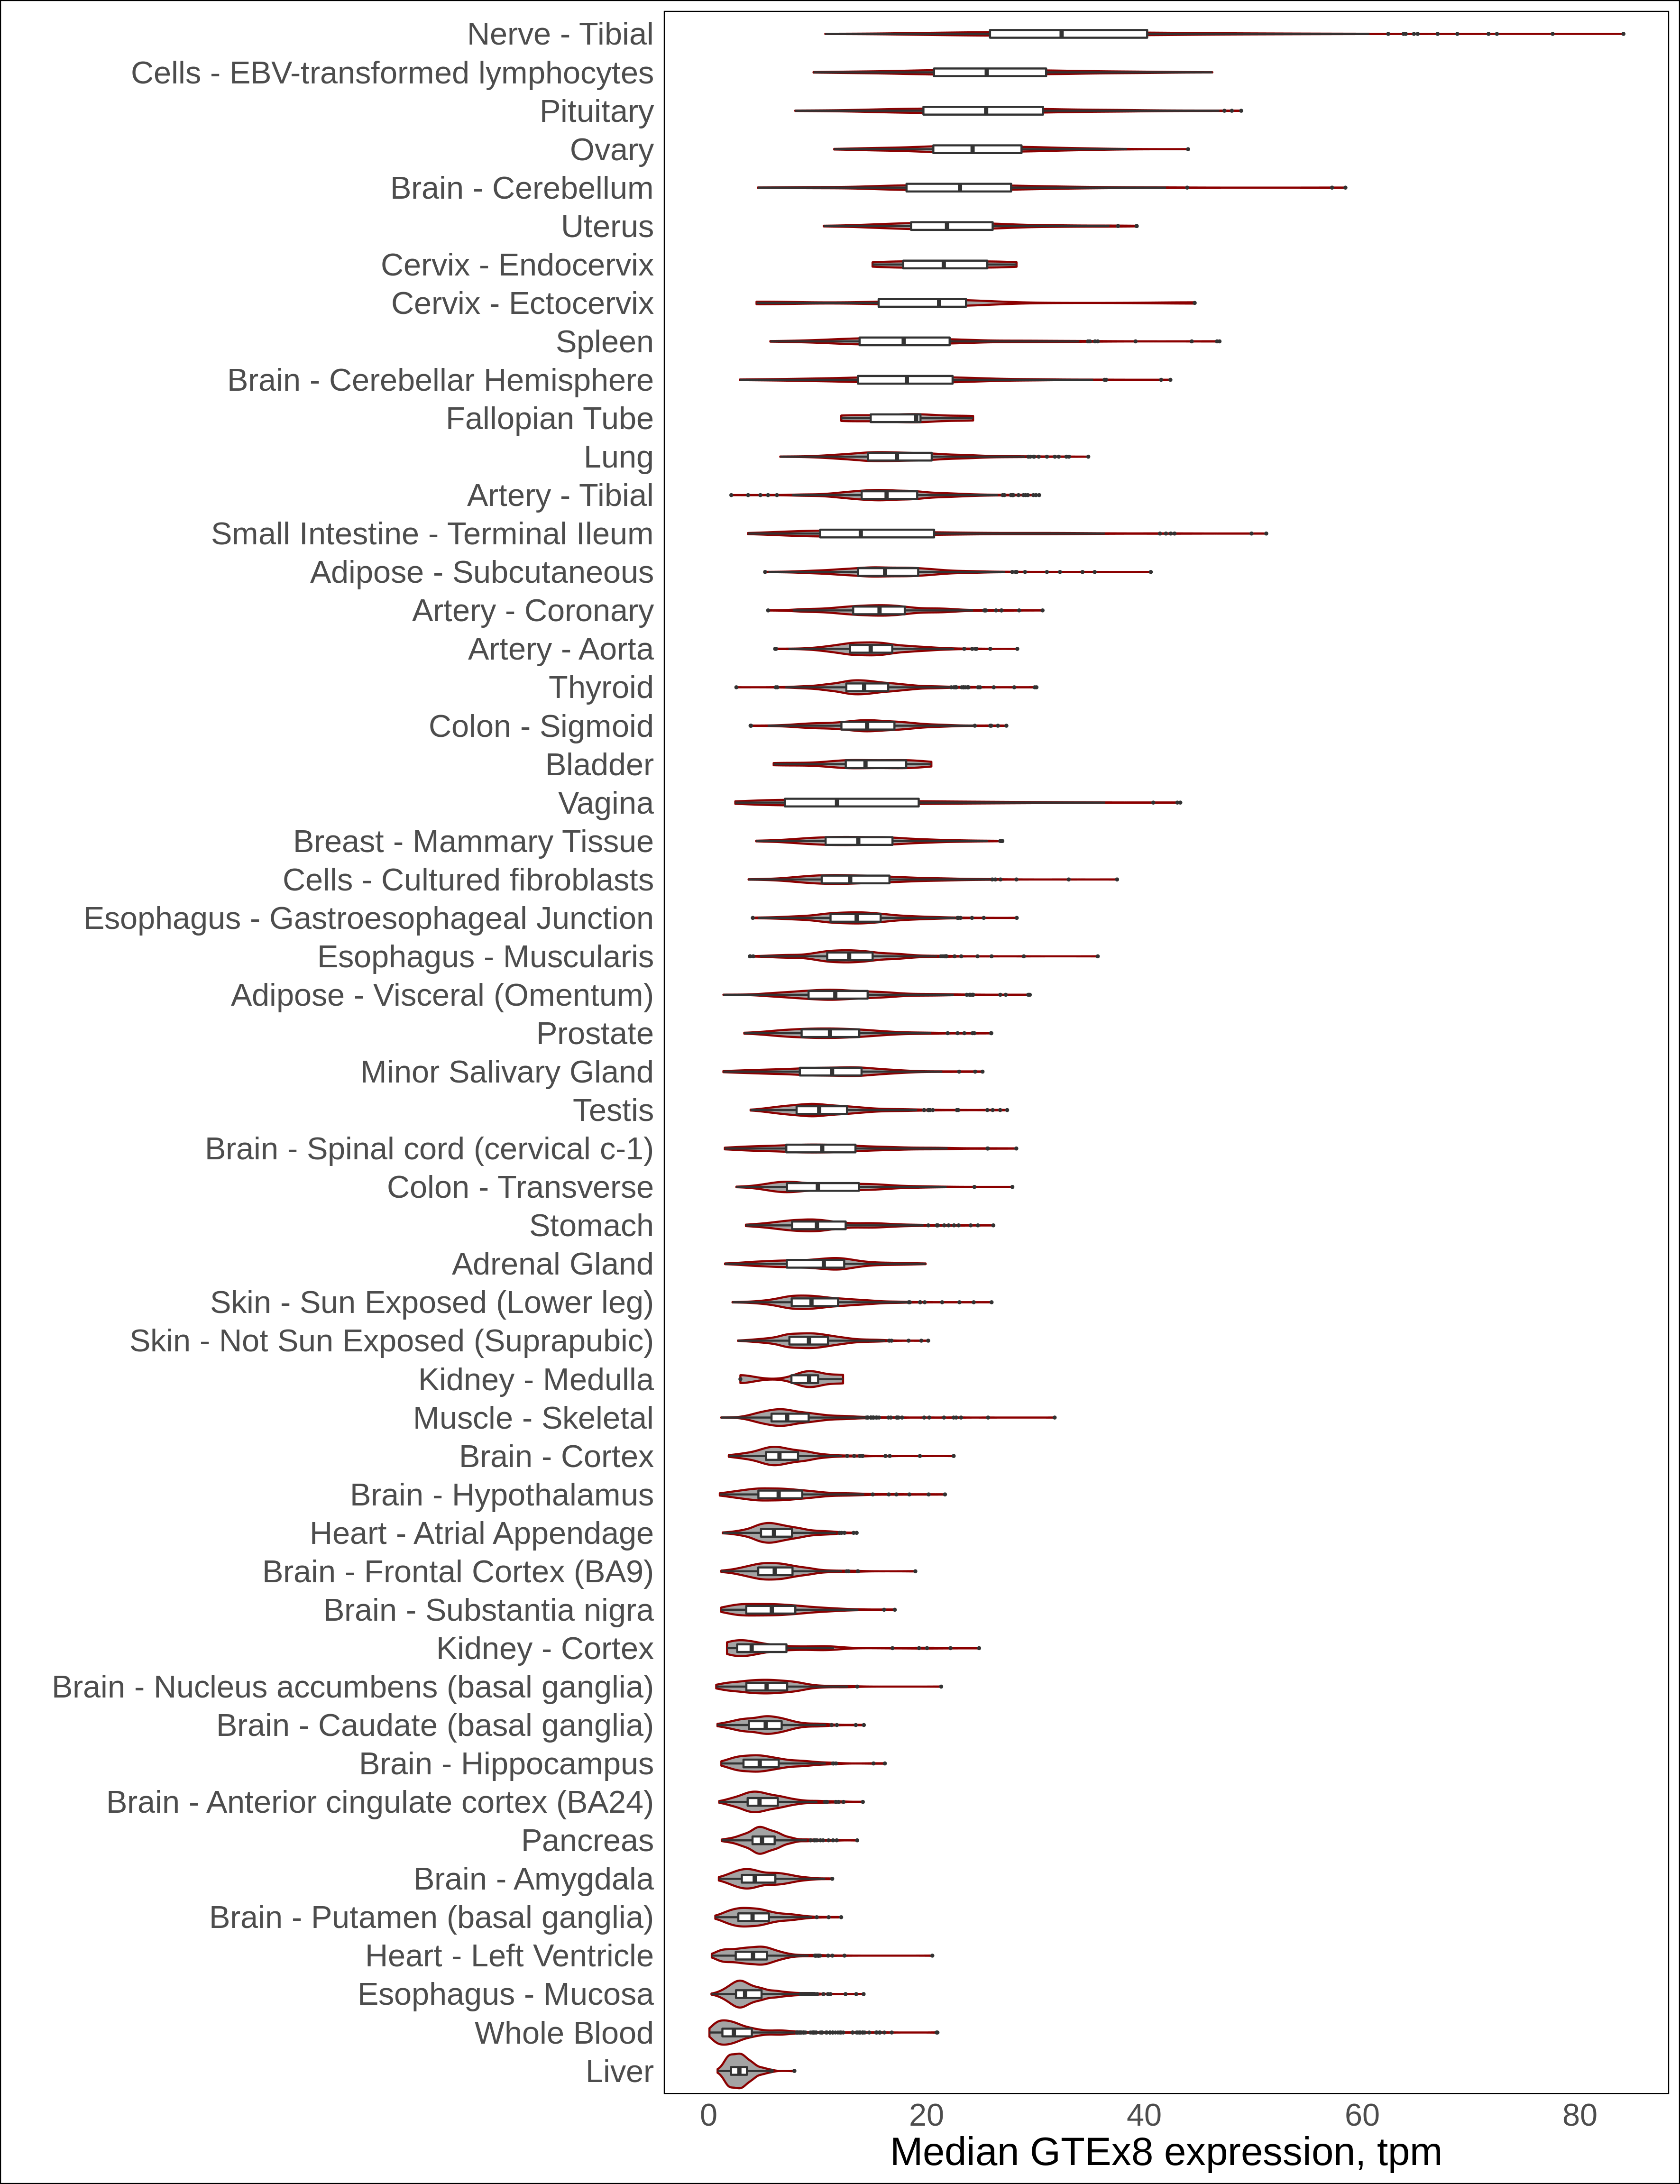 Nerve - Tibial
Cells - EBV-transformed lymphocytes
Pituitary
Ovary
Brain - Cerebellum
Uterus
Cervix - Endocervix
Cervix - Ectocervix
Spleen
Brain - Cerebellar Hemisphere
Fallopian Tube
Lung
Artery - Tibial
Small Intestine - Terminal Ileum
Adipose - Subcutaneous
Artery - Coronary
Artery - Aorta
Thyroid
Colon - Sigmoid
Bladder
Vagina
Breast - Mammary Tissue
Cells - Cultured fibroblasts
Esophagus - Gastroesophageal Junction
Esophagus - Muscularis
Adipose - Visceral (Omentum)
Prostate
Minor Salivary Gland
Testis
Brain - Spinal cord (cervical c-1)
Colon - Transverse
Stomach
Adrenal Gland
Skin - Sun Exposed (Lower leg)
Skin - Not Sun Exposed (Suprapubic)
Kidney - Medulla
Muscle - Skeletal
Brain - Cortex
Brain - Hypothalamus
Heart - Atrial Appendage
Brain - Frontal Cortex (BA9)
Brain - Substantia nigra
Kidney - Cortex
Brain - Nucleus accumbens (basal ganglia)
Brain - Caudate (basal ganglia)
Brain - Hippocampus
Brain - Anterior cingulate cortex (BA24)
Pancreas
Brain - Amygdala
Brain - Putamen (basal ganglia)
Heart - Left Ventricle
Esophagus - Mucosa
Whole Blood
Liver
0 20 40 60 80
Median GTEx8 expression, tpm